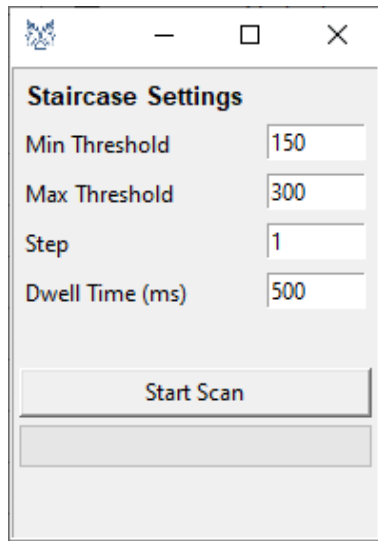 Staircase Settings
Min Threshold 150
Max Threshold 300
Step 1
Dwell Time (ms) 500
Start Scan